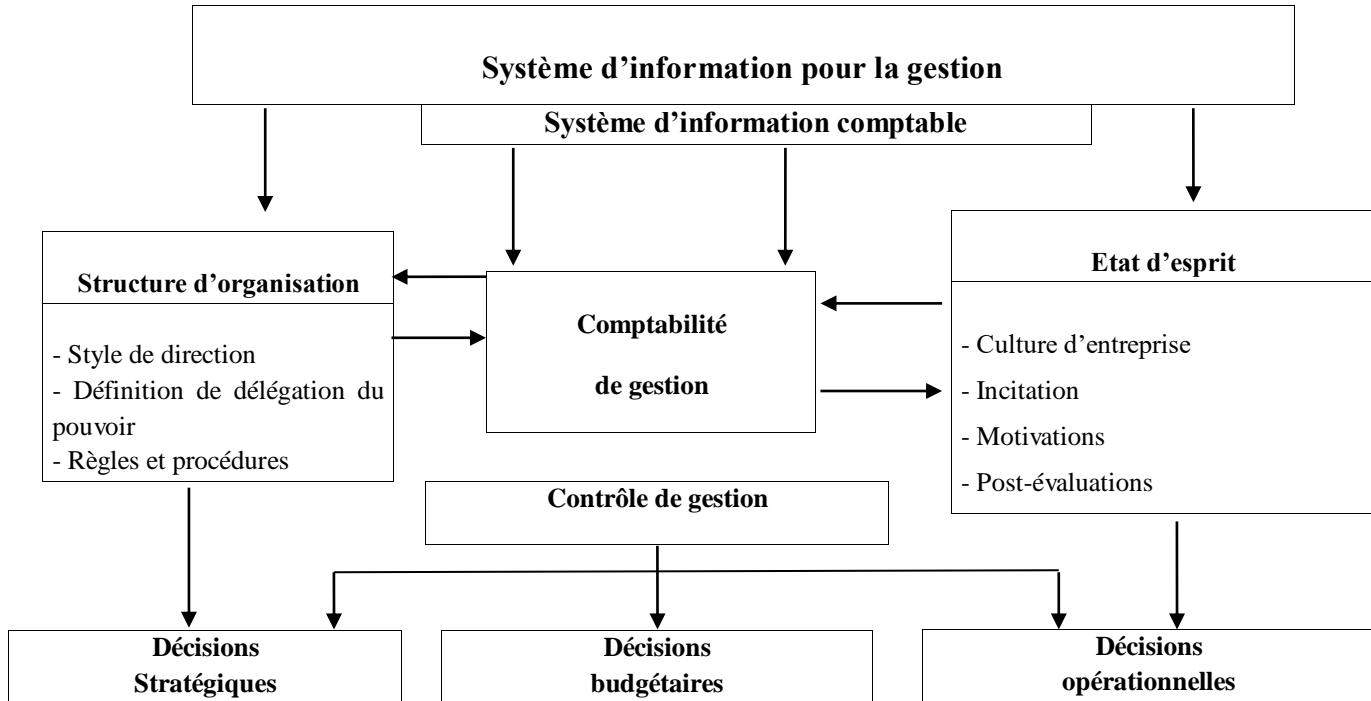 Système d'information pour la gestion
Système d'information comptable
Structure d'organisation
- Style de direction
- Définition de délégation du
pouvoir
- Règles et procédures
Comptabilité
de gestion
Etat d'esprit
- Culture d'entreprise
- Incitation
- Motivations
- Post-évaluations
Contrôle de gestion
Décisions
Stratégiques
Décisions
budgétaires
Décisions
opérationnelles